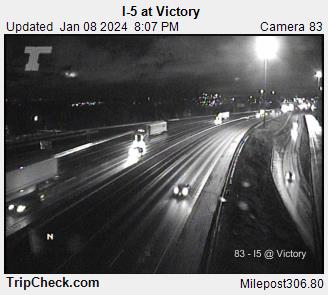 I-5 at Victory
Updated  Jan 08 2024  8:07 PM
Camera 83
T
N
83 - I5 @ Victory
TripCheck.com
Milepost306.80